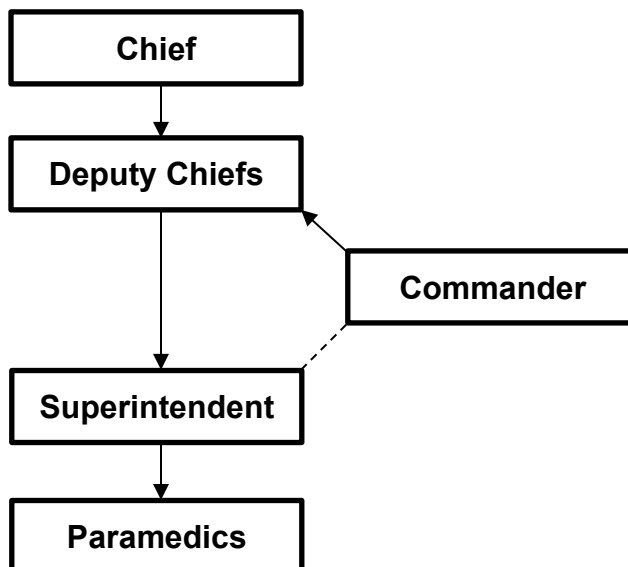 Chief
Deputy Chiefs
Commander
Superintendent
Paramedics